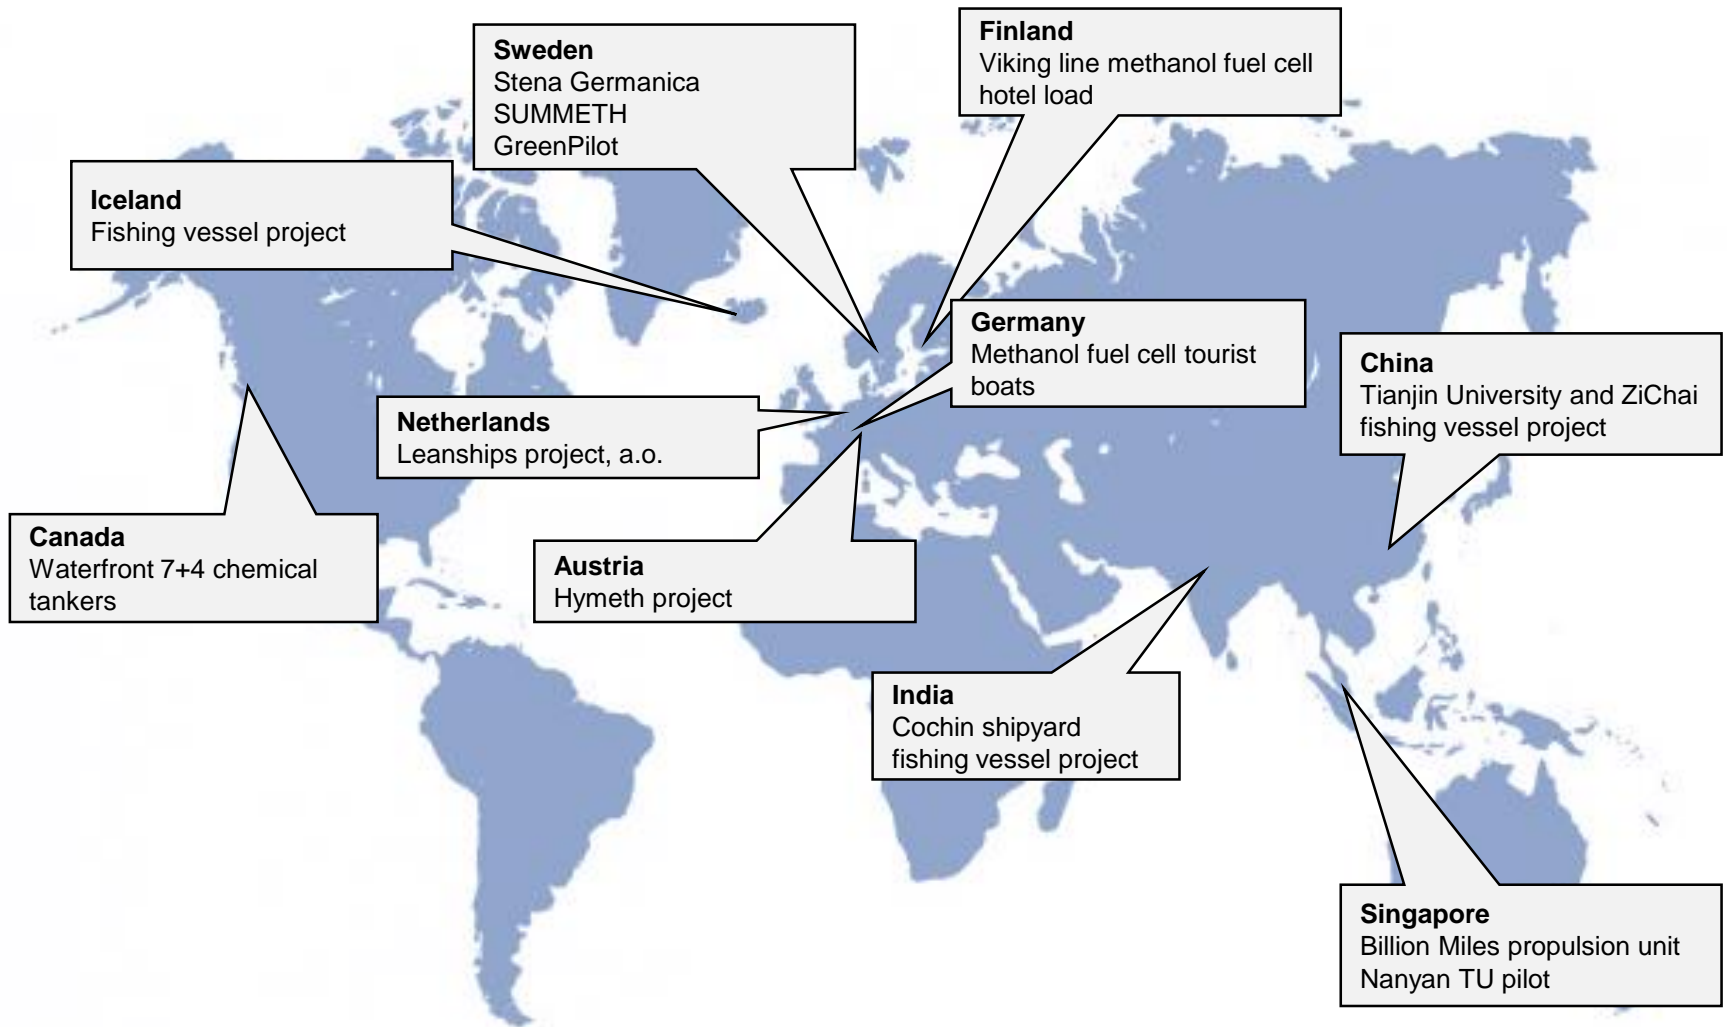 Sweden
Stena Germanica
SUMMETH
GreenPilot
Finland
Viking line methanol fuel cell
hotel load
Iceland
Fishing vessel project
Germany
Methanol fuel cell tourist
boats
China
Tianjin University and ZiChai
fishing vessel project
Netherlands
Leanships project, a.o.
Canada
Waterfront 7+4 chemical
tankers
Austria
Hymeth project
India
Cochin shipyard
fishing vessel project
Singapore
Billion Miles propulsion unit
Nanyan TU pilot